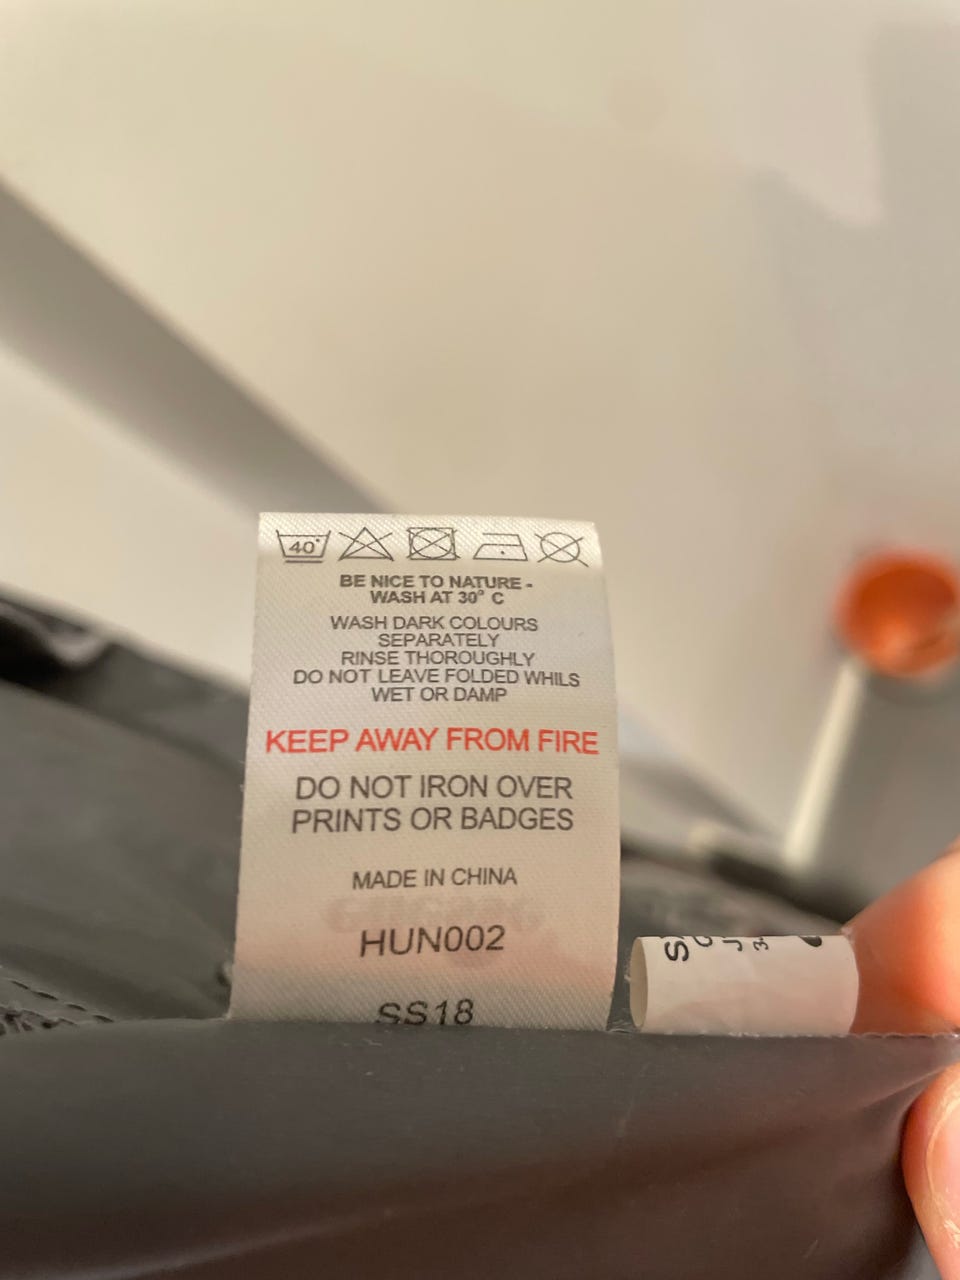 40°
BE NICE TO NATURE -
WASH AT 30° C
WASH DARK COLOURS
SEPARATELY
RINSE THOROUGHLY
DO NOT LEAVE FOLDED WHILS
WET OR DAMP
KEEP AWAY FROM FIRE
DO NOT IRON OVER
PRINTS OR BADGES
MADE IN CHINA
HUN002
SS18